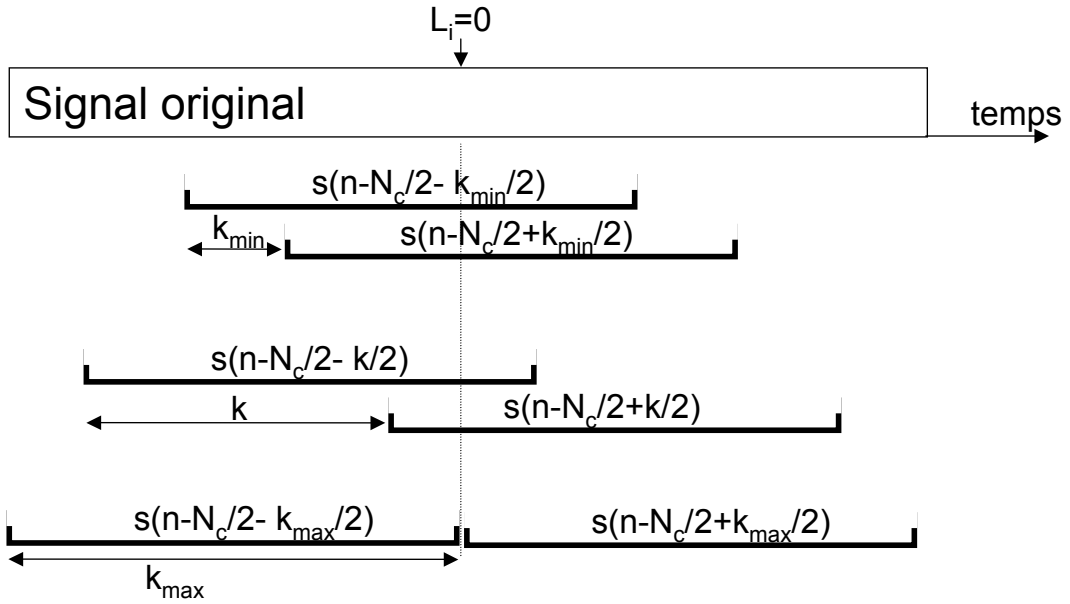 L_i=0
Signal original
temps
s(n-N_c/2- k_min/2)
k_min
s(n-N_c/2+k_min/2)
s(n-N_c/2- k/2)
k
s(n-N_c/2+k/2)
s(n-N_c/2- k_max/2)
s(n-N_c/2+k_max/2)
k_max